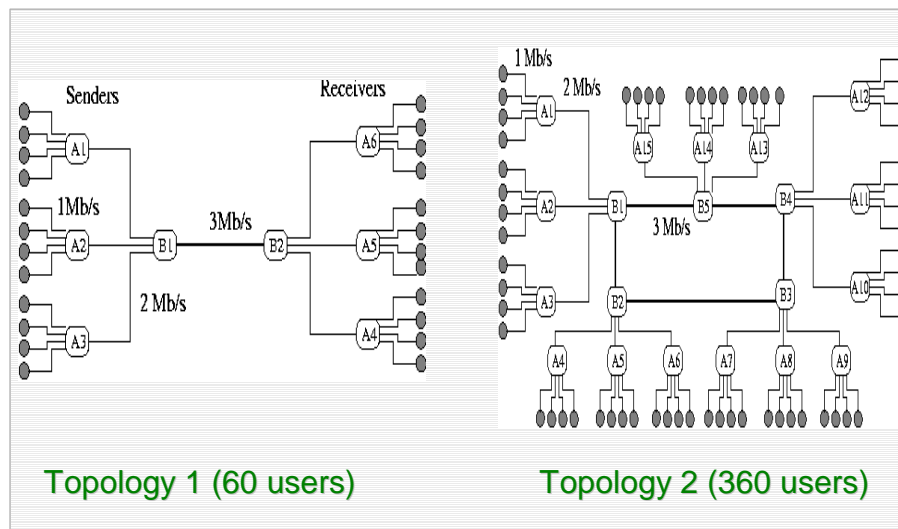 Senders
Receivers
A1
A6
1Mb/s
3Mb/s
A2
B1
B2
A5
2 Mb/s
A3
A4
Topology 1 (60 users)
1 Mb/s
2 Mb/s
A1
A12
A15
A14
A13
A2
B1
B5
B4
A11
3 Mb/s
A3
B2
B3
A10
A4
A5
A6
A7
A8
A9
Topology 2 (360 users)